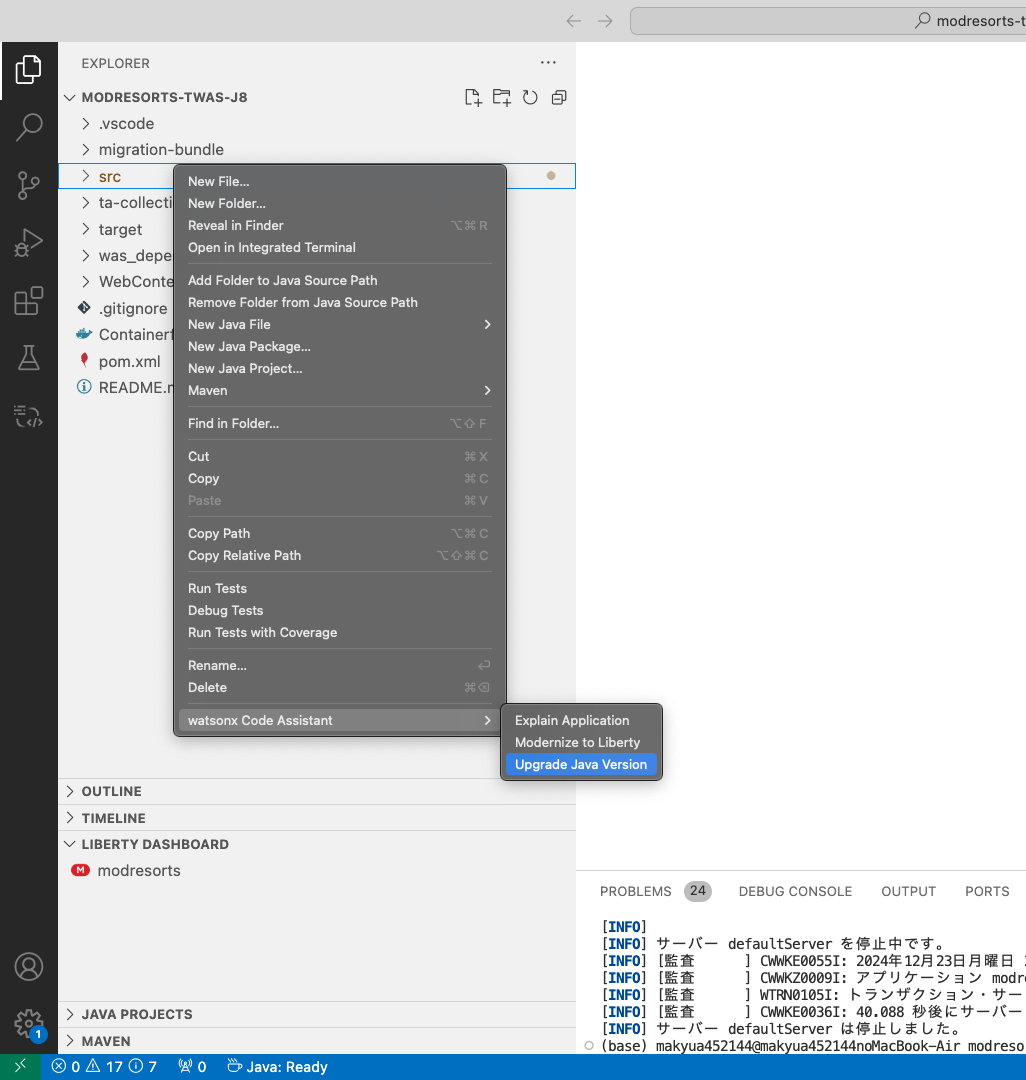 modresorts-t
EXPLORER
MODRESORTS-TWAS-J8
.vscode
migration-bundle
src
ta-collecti
target
was_depe
WebConte
.gitignore
Containerf
pom.xml
README.m
New File...
New Folder...
Reveal in Finder ⌥⌘R
Open in Integrated Terminal
Add Folder to Java Source Path
Remove Folder from Java Source Path
New Java File
New Java Package...
New Java Project...
Maven
Find in Folder... ⌥⇧F
Cut ⌘X
Copy ⌘C
Paste ⌘V
Copy Path ⌥⌘C
Copy Relative Path ⌥⇧⌘C
Run Tests
Debug Tests
Run Tests with Coverage
Rename... ⏎
Delete ⌘⌫
watsonx Code Assistant
Explain Application
Modernize to Liberty
Upgrade Java Version
OUTLINE
TIMELINE
LIBERTY DASHBOARD
M modresorts
JAVA PROJECTS
MAVEN
PROBLEMS 24 DEBUG CONSOLE OUTPUT PORTS
[INFO]
[INFO] サーバー defaultServer を停止中です。
[INFO] [監査 ] CWWKE0055I: 2024年12月23日月曜日
[INFO] [監査 ] CWWKZ0009I: アプリケーション modr
[INFO] [監査 ] WTRN0105I: トランザクション・サー
[INFO] [監査 ] CWWKE0036I: 40.088 秒後にサーバー
[INFO] サーバー defaultServer は停止しました。
(base) makyua452144@makyua452144noMacBook-Air modreso
1
0 17 7 0 Java: Ready